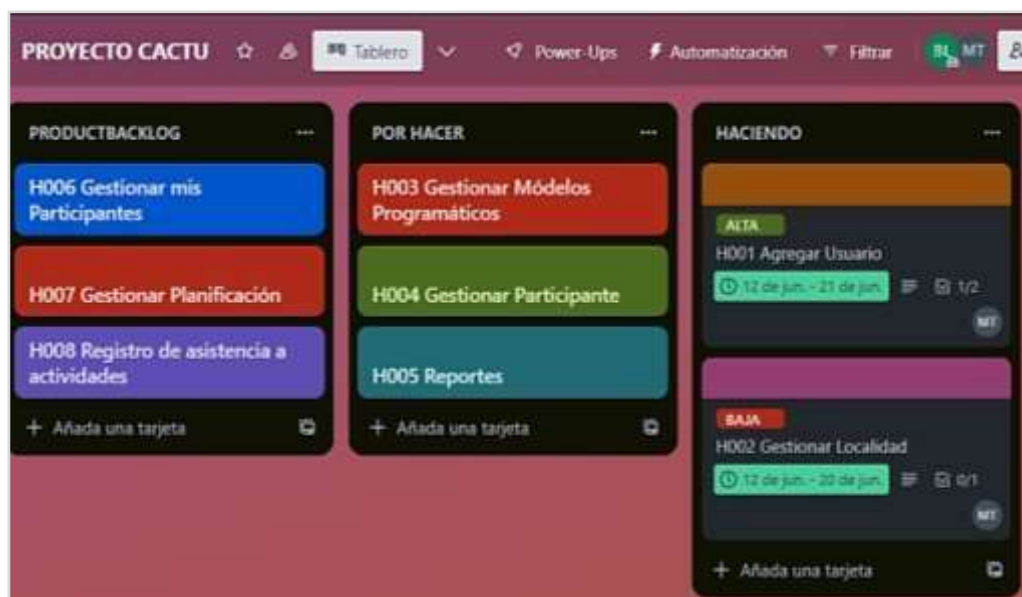 PROYECTO CACTU
Tablero
Power-Ups
Automatización
Filtrar
BL
MT
PRODUCTBACKLOG
H006 Gestionar mis
Participantes
H007 Gestionar Planificación
H008 Registro de asistencia a
actividades
+ Añada una tarjeta
POR HACER
H003 Gestionar Módelos
Programáticos
H004 Gestionar Participante
H005 Reportes
+ Añada una tarjeta
HACIENDO
ALTA
H001 Agregar Usuario
12 de jun. - 21 de jun.
1/2
MT
BAJA
H002 Gestionar Localidad
12 de jun. - 20 de jun.
0/1
MT
+ Añada una tarjeta